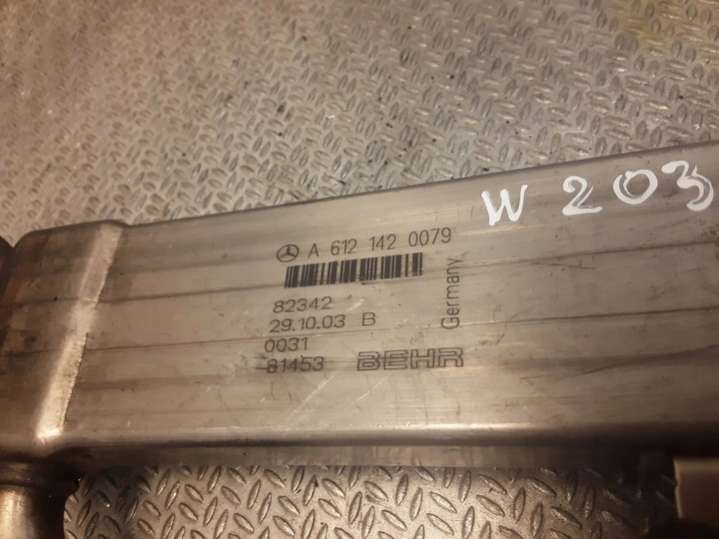 W 203
A 612 142 0079
82342
29.10.03 B
0031
81453 BEHR
Germany